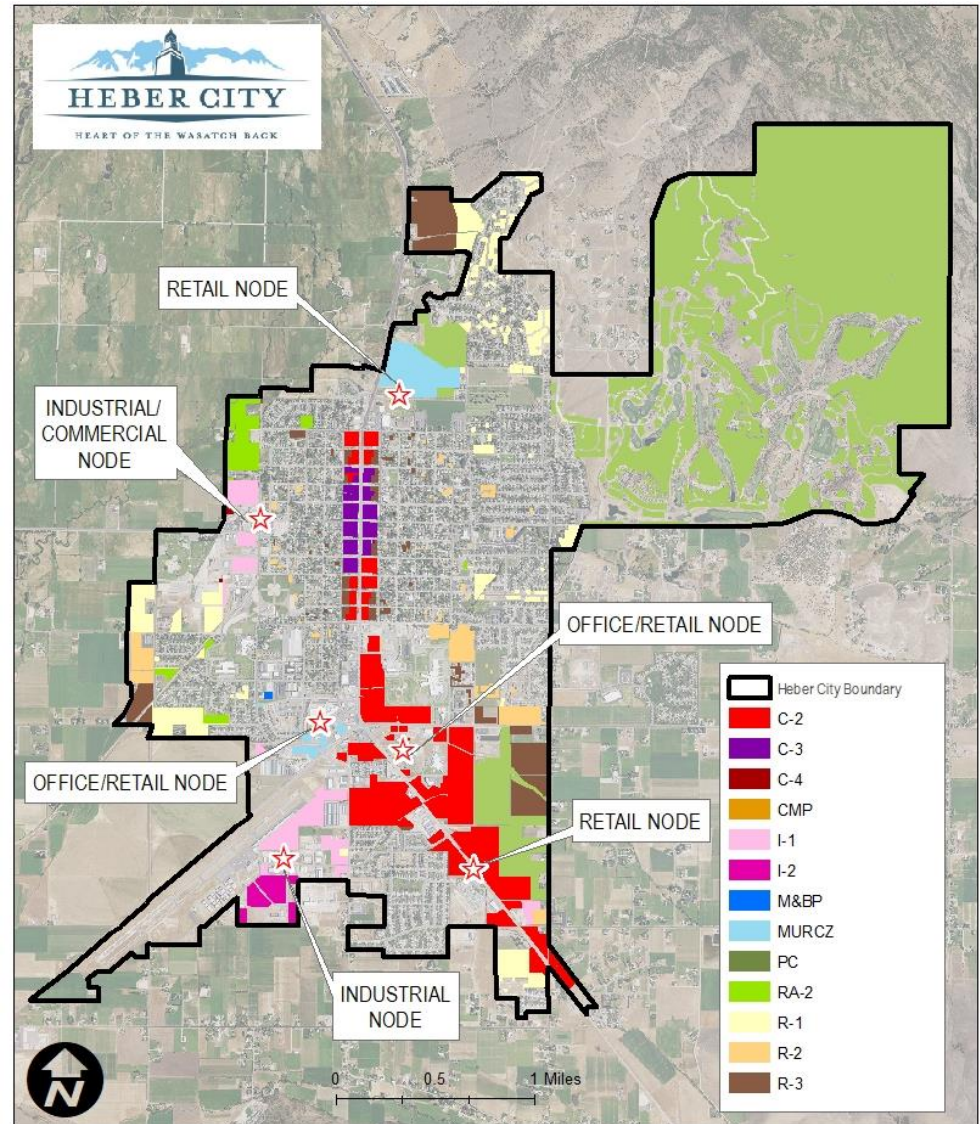 HEBER CITY
HEART OF THE WASATCH BACK
RETAIL NODE
INDUSTRIAL/
COMMERCIAL
NODE
OFFICE/RETAIL NODE
OFFICE/RETAIL NODE
RETAIL NODE
INDUSTRIAL
NODE
Heber City Boundary
C-2
C-3
C-4
CMP
I-1
I-2
M&BP
MURCZ
PC
RA-2
R-1
R-2
R-3
N
0 0.5 1 Miles